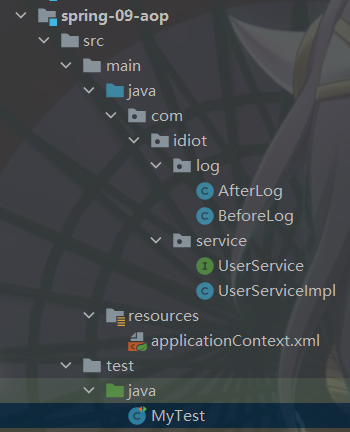 spring-09-aop
src
main
java
com
idiot
log
AfterLog
BeforeLog
service
UserService
UserServiceImpl
resources
applicationContext.xml
test
java
MyTest